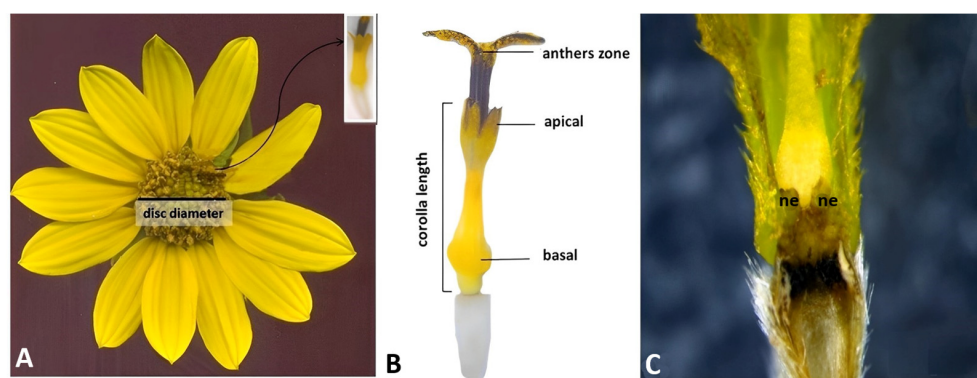 disc diameter
A
anthers zone
apical
corolla length
basal
B
ne
ne
C